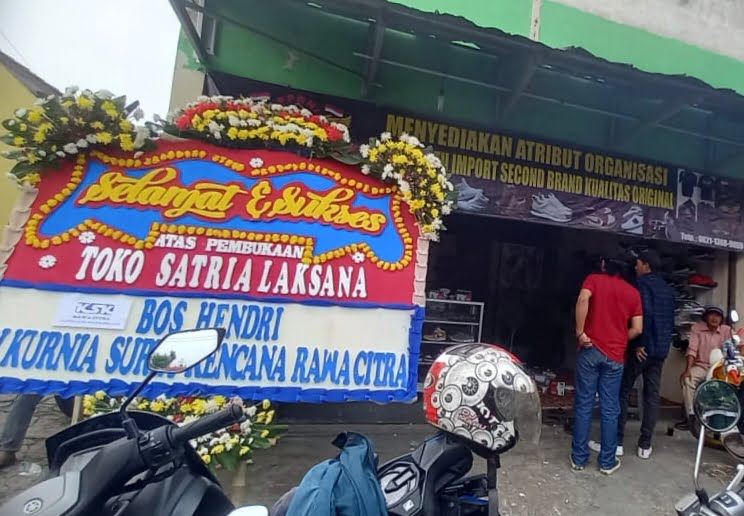 Selamat & Sukses
ATAS PEMBUKAAN
TOKO SATRIA LAKSANA
KSK
BOS HENDRI
KURNIA RENCANA RAWA CITRA
MENYEDIAKAN ATRIBUT ORGANISASI
IMPORT SECOND BRAND KUALITAS ORIGINAL
Telp.